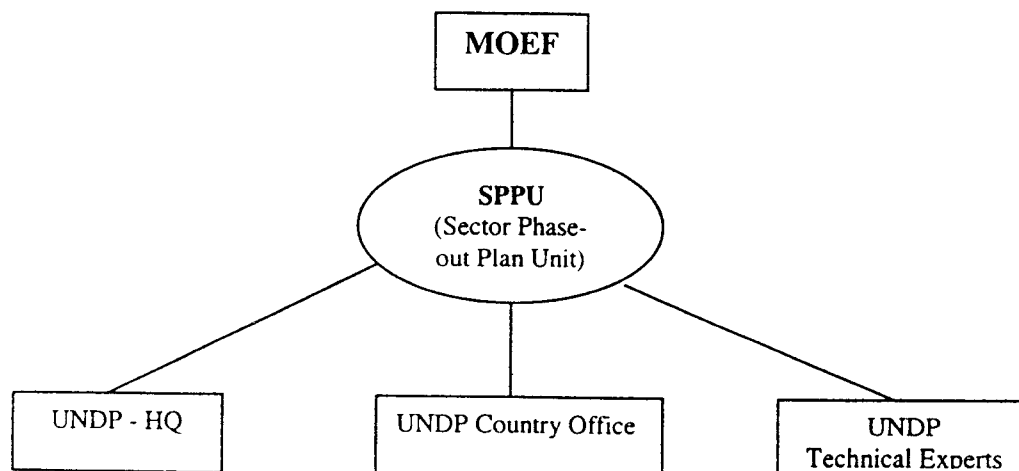 MOEF
SPPU
(Sector Phase-
out Plan Unit)
UNDP - HQ
UNDP Country Office
UNDP
Technical Experts